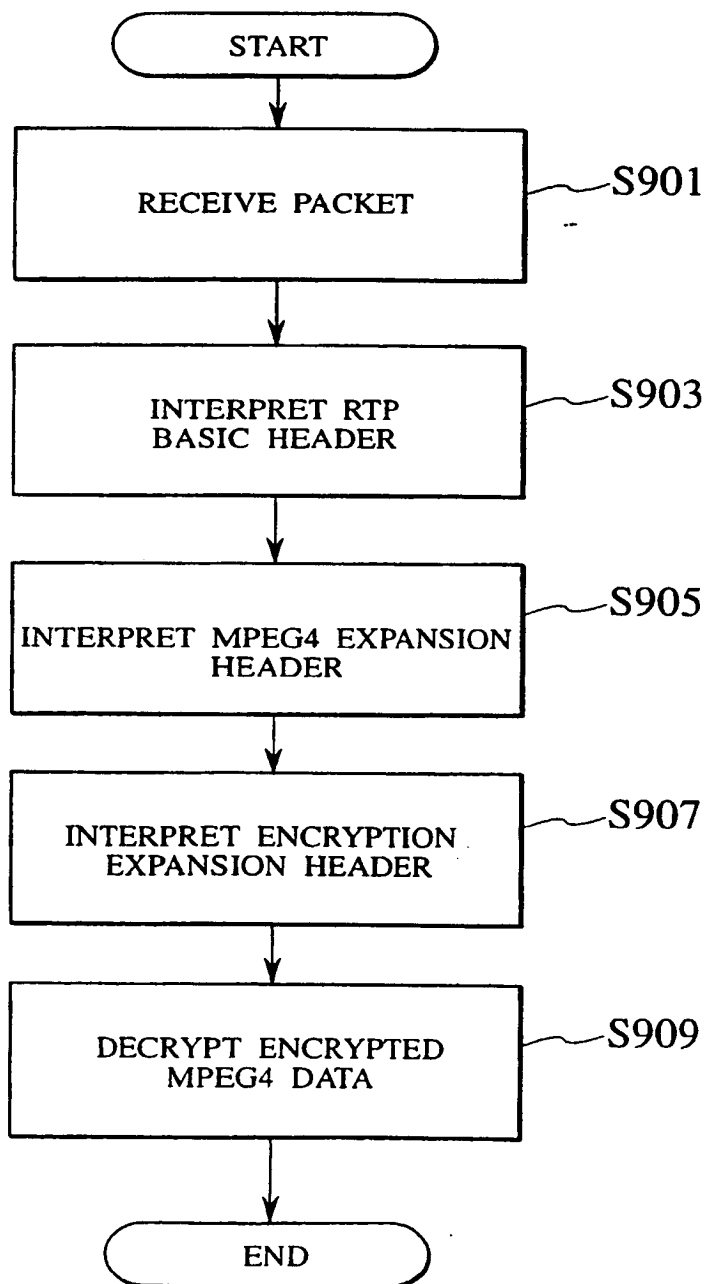 START
RECEIVE PACKET
S901
INTERPRET RTP
BASIC HEADER
S903
INTERPRET MPEG4 EXPANSION
HEADER
S905
INTERPRET ENCRYPTION
EXPANSION HEADER
S907
DECRYPT ENCRYPTED
MPEG4 DATA
S909
END